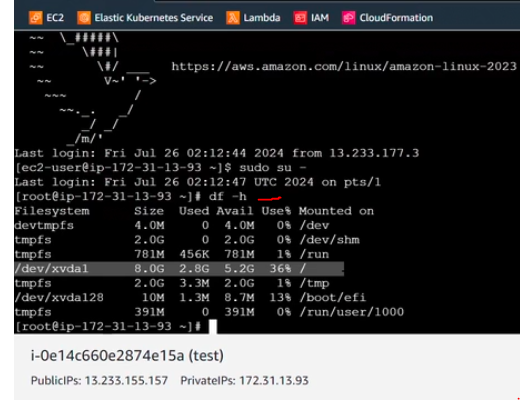 EC2 Elastic Kubernetes Service Lambda IAM CloudFormation
~~ \_#####\
~~ \###|
~~ \#/ ___ https://aws.amazon.com/linux/amazon-linux-2023
~~ V~' '->
~~~ /
~~._. _/
_/ _/
_/m/'
Last login: Fri Jul 26 02:12:44 2024 from 13.233.177.3
[ec2-user@ip-172-31-13-93 ~]$ sudo su -
Last login: Fri Jul 26 02:12:47 UTC 2024 on pts/1
[root@ip-172-31-13-93 ~]# df -h
Filesystem Size Used Avail Use% Mounted on
devtmpfs 4.0M 0 4.0M 0% /dev
tmpfs 2.0G 0 2.0G 0% /dev/shm
tmpfs 781M 456K 781M 1% /run
/dev/xvda1 8.0G 2.8G 5.2G 36% /
tmpfs 2.0G 3.3M 2.0G 1% /tmp
/dev/xvda128 10M 1.3M 8.7M 13% /boot/efi
tmpfs 391M 0 391M 0% /run/user/1000
[root@ip-172-31-13-93 ~]#
i-0e14c660e2874e15a (test)
PublicIPs: 13.233.155.157 PrivateIPs: 172.31.13.93